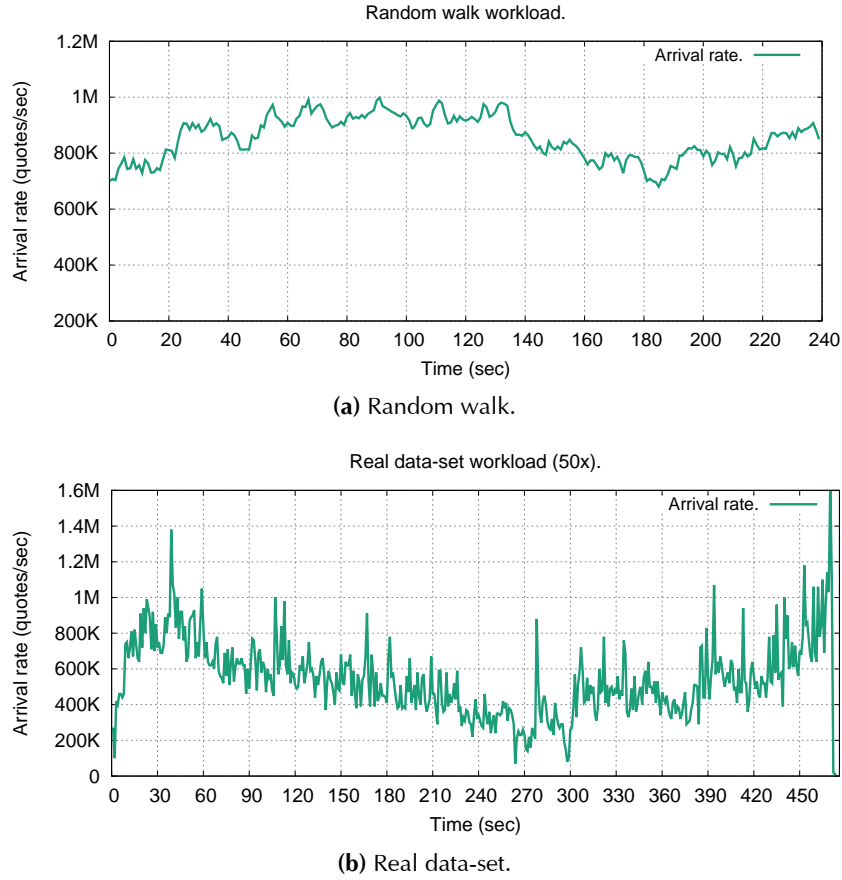 Random walk workload.
Arrival rate.
1.2M
1M
800K
600K
400K
200K
Arrival rate (quotes/sec)
0 20 40 60 80 100 120 140 160 180 200 220 240
Time (sec)
(a) Random walk.
Real data-set workload (50x).
Arrival rate.
1.6M
1.4M
1.2M
1M
800K
600K
400K
200K
0
Arrival rate (quotes/sec)
0 30 60 90 120 150 180 210 240 270 300 330 360 390 420 450
Time (sec)
(b) Real data-set.